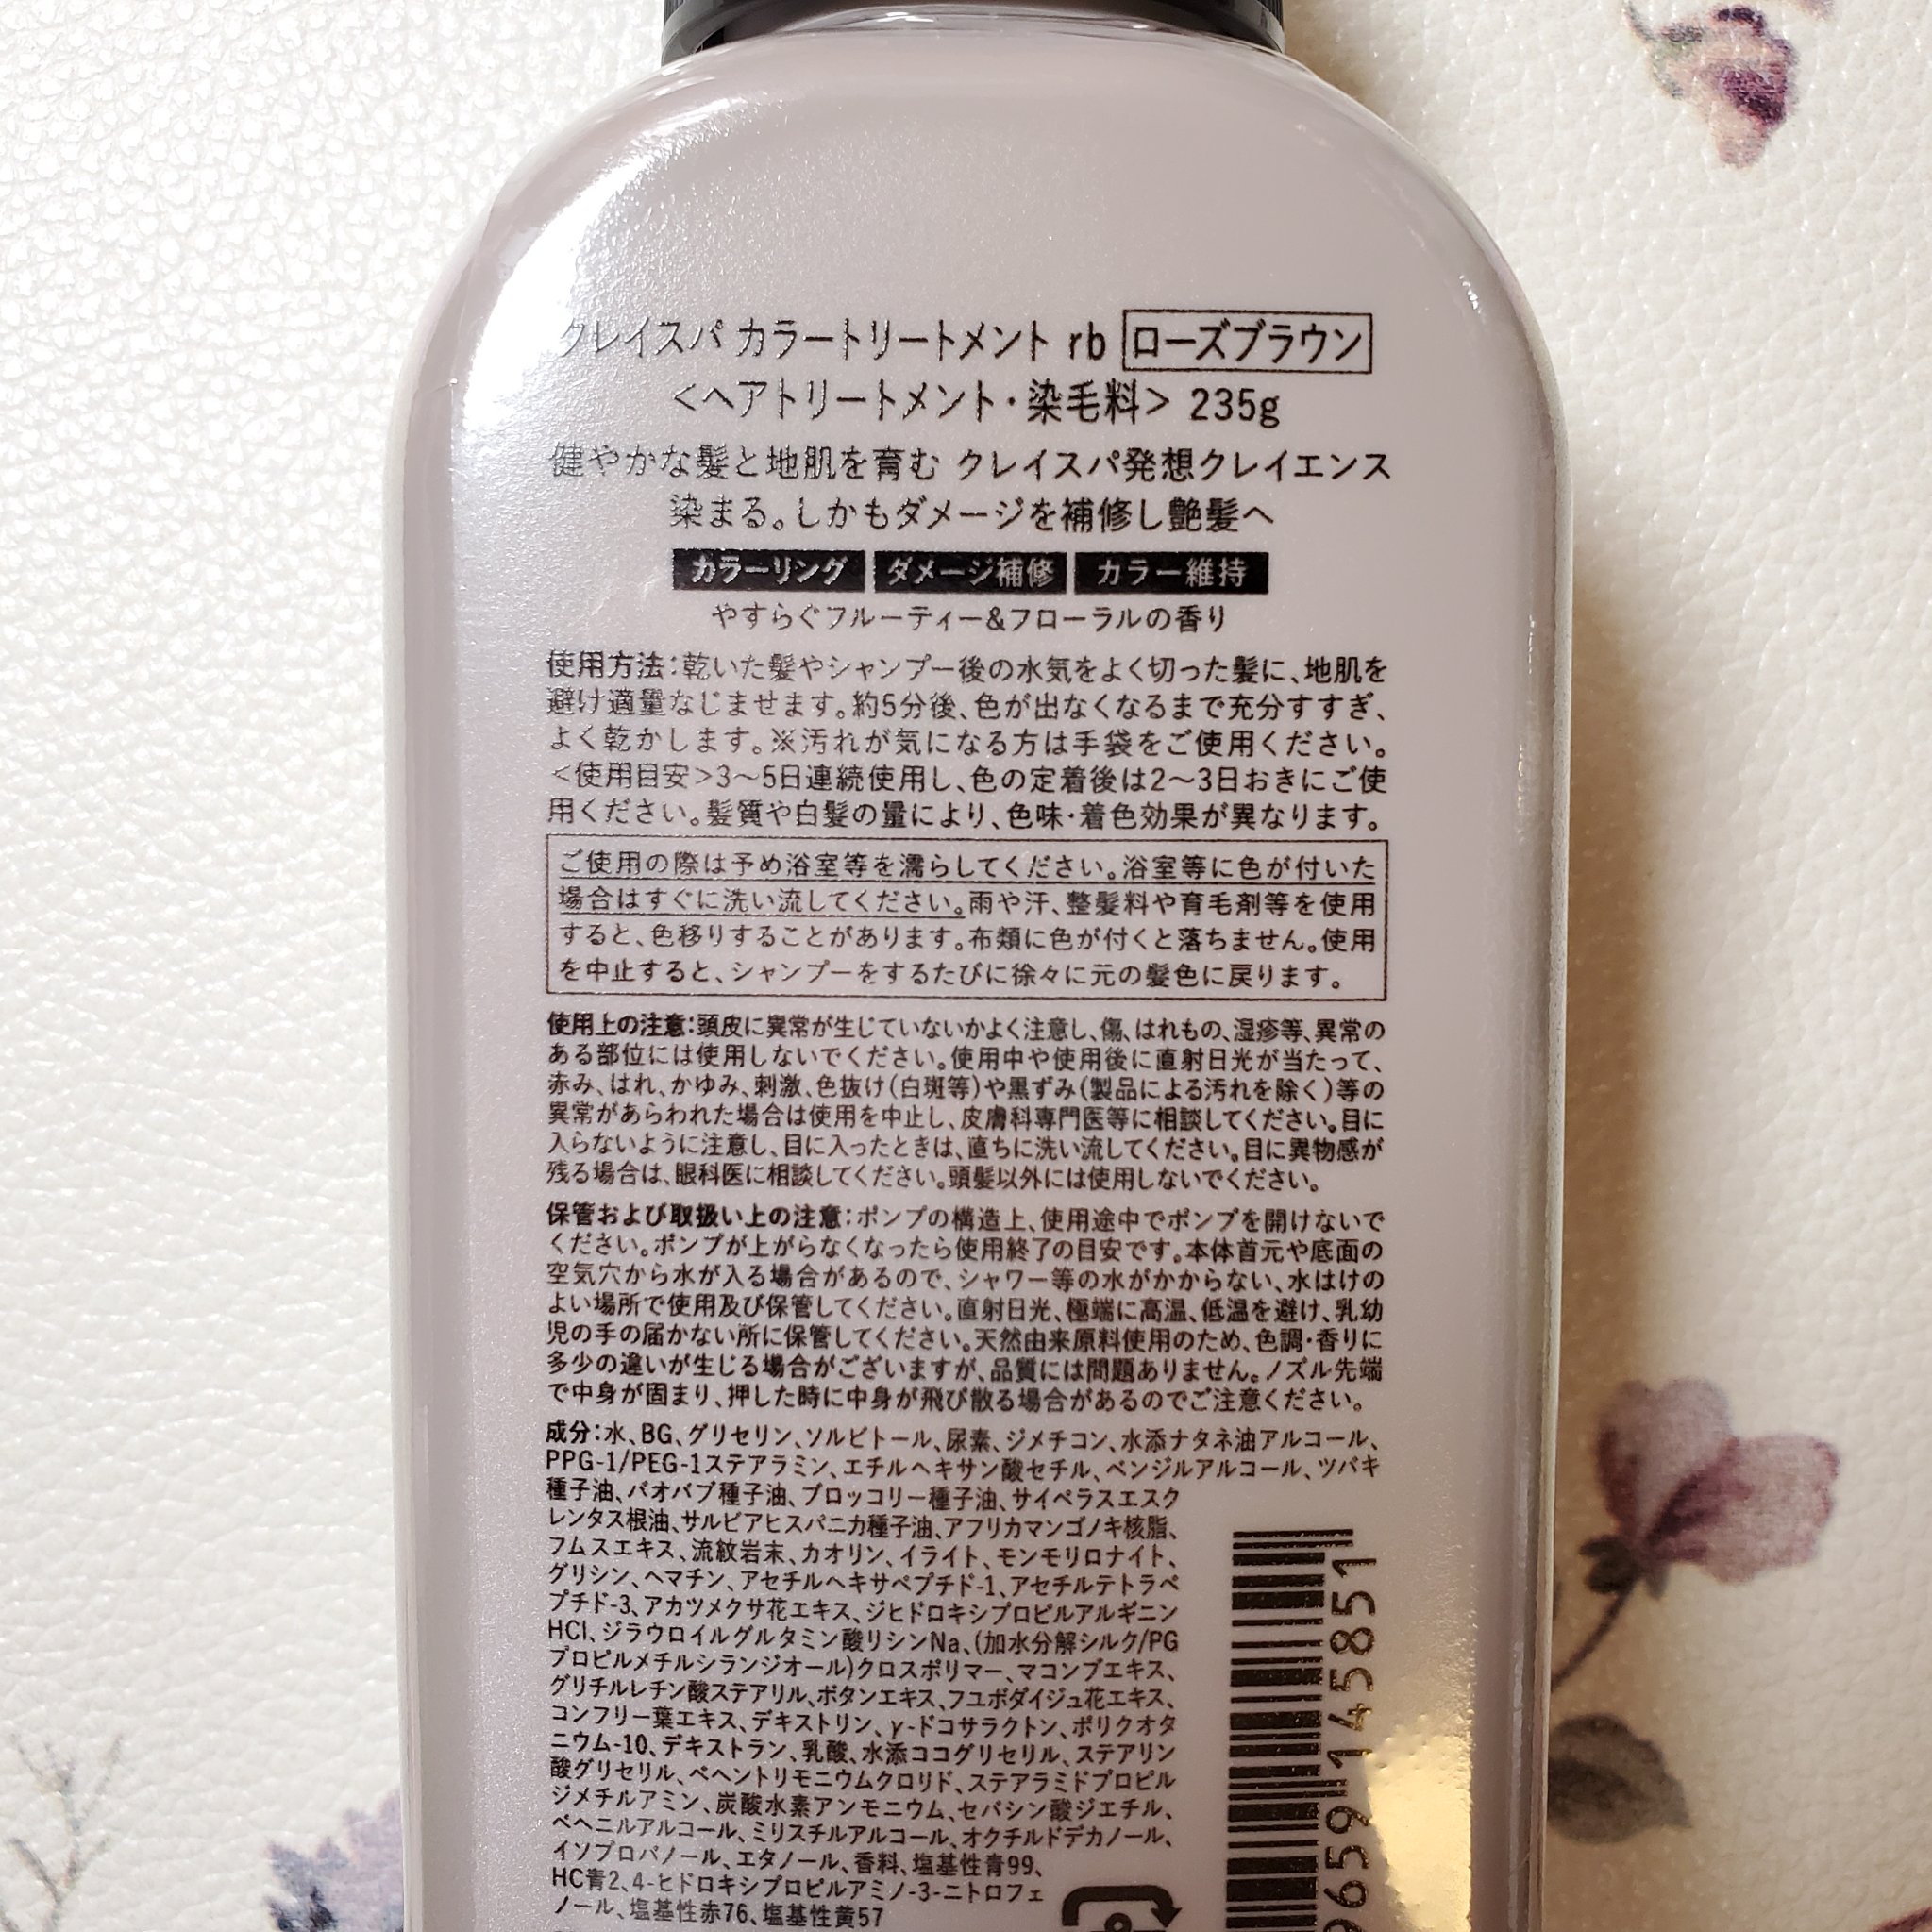 クレイスパ カラートリートメント rb ローズブラウン
<ヘアトリートメント・染毛料> 235g
健やかな髪と地肌を育む クレイスパ発想クレイエンス
染まる。しかもダメージを補修し艶髪へ
カラーリング ダメージ補修 カラー維持
やすらぐフルーティー&フローラルの香り
使用方法:乾いた髪やシャンプー後の水気をよく切った髪に、地肌を
避け適量なじませます。約5分後、色が出なくなるまで充分すすぎ、
よく乾かします。※汚れが気になる方は手袋をご使用ください。
<使用目安>3〜5日連続使用し、色の定着後は2〜3日おきにご使
用ください。髪質や白髪の量により、色味・着色効果が異なります。
ご使用の際は予め浴室等を濡らしてください。浴室等に色が付いた
場合はすぐに洗い流してください。雨や汗、整髪料や育毛剤等を使用
すると、色移りすることがあります。布類に色が付くと落ちません。使用
を中止すると、シャンプーをするたびに徐々に元の髪色に戻ります。
使用上の注意:頭皮に異常が生じていないかよく注意し、傷、はれもの、湿疹等、異常の
ある部位には使用しないでください。使用中や使用後に直射日光が当たって、
赤み、はれ、かゆみ、刺激、色抜け(白斑等)や黒ずみ(製品による汚れを除く)等の
異常があらわれた場合は使用を中止し、皮膚科専門医等に相談してください。目に
入らないように注意し、目に入ったときは、直ちに洗い流してください。目に異物感が
残る場合は、眼科医に相談してください。頭髪以外には使用しないでください。
保管および取扱い上の注意:ポンプの構造上、使用途中でポンプを開けないで
ください。ポンプが上がらなくなったら使用終了の目安です。本体首元や底面の
空気穴から水が入る場合があるので、シャワー等の水がかからない、水はけの
よい場所で使用及び保管してください。直射日光、極端に高温、低温を避け、乳幼
児の手の届かない所に保管してください。天然由来原料使用のため、色調・香りに
多少の違いが生じる場合がございますが、品質には問題ありません。ノズル先端
で中身が固まり、押した時に中身が飛び散る場合があるのでご注意ください。
成分:水、BG、グリセリン、ソルビトール、尿素、ジメチコン、水添ナタネ油アルコール、
PPG-1/PEG-1ステアラミン、エチルヘキサン酸セチル、ベンジルアルコール、ツバキ
種子油、バオバブ種子油、ブロッコリー種子油、サイペラスエスク
レンタス根油、サルビアヒスパニカ種子油、アフリカマンゴノキ核脂、
フムスエキス、流紋岩末、カオリン、イライト、モンモリロナイト、
グリシン、ヘマチン、アセチルヘキサペプチド-1、アセチルテトラペ
プチド-3、アカツメクサ花エキス、ジヒドロキシプロピルアルギニン
HCl、ジラウロイルグルタミン酸リシンNa、(加水分解シルク/PG
プロピルメチルシランジオール)クロスポリマー、マコンブエキス、
グリチルレチン酸ステアリル、ボタンエキス、フユボダイジュ花エキス、
コンフリー葉エキス、デキストリン、γ-ドコサラクトン、ポリクオタ
ニウム-10、デキストラン、乳酸、水添ココグリセリル、ステアリン
酸グリセリル、ベヘントリモニウムクロリド、ステアラミドプロピル
ジメチルアミン、炭酸水素アンモニウム、セバシン酸ジエチル、
ベヘニルアルコール、ミリスチルアルコール、オクチルドデカノール、
イソプロパノール、エタノール、香料、塩基性青99、
HC青2、4-ヒドロキシプロピルアミノ-3-ニトロフェ
ノール、塩基性赤76、塩基性黄57
9659 145851